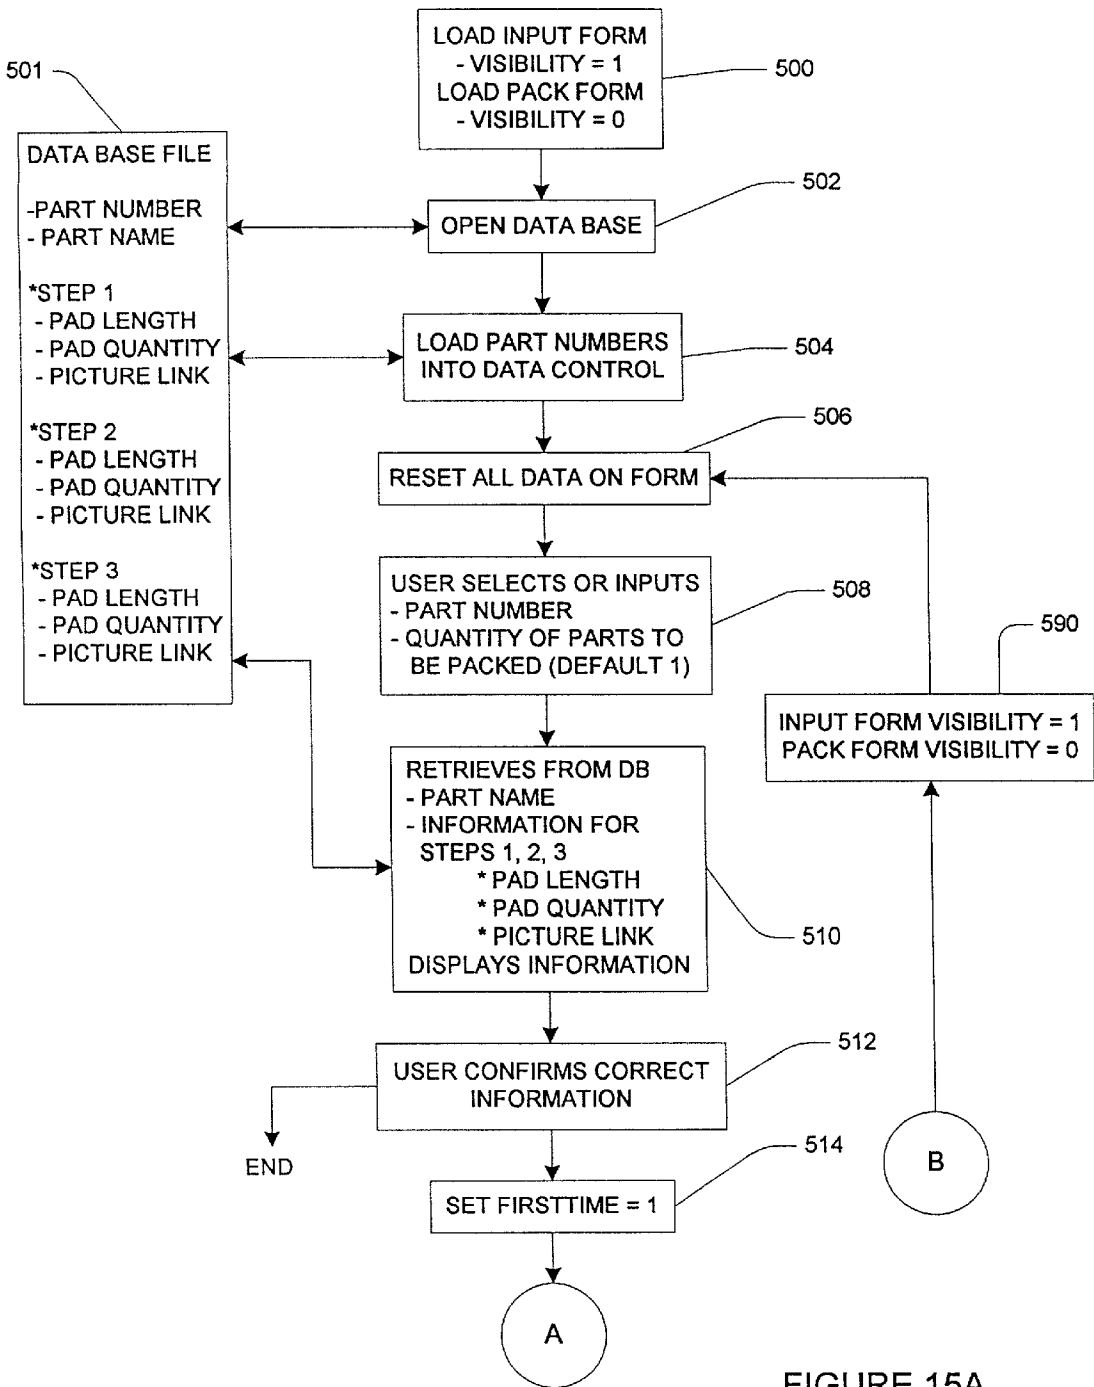 LOAD INPUT FORM
- VISIBILITY = 1
LOAD PACK FORM
- VISIBILITY = 0
500
501
DATA BASE FILE
-PART NUMBER
- PART NAME
*STEP 1
- PAD LENGTH
- PAD QUANTITY
- PICTURE LINK
*STEP 2
- PAD LENGTH
- PAD QUANTITY
- PICTURE LINK
*STEP 3
- PAD LENGTH
- PAD QUANTITY
- PICTURE LINK
OPEN DATA BASE
502
LOAD PART NUMBERS
INTO DATA CONTROL
504
RESET ALL DATA ON FORM
506
USER SELECTS OR INPUTS
- PART NUMBER
- QUANTITY OF PARTS TO
BE PACKED (DEFAULT 1)
508
590
INPUT FORM VISIBILITY = 1
PACK FORM VISIBILITY = 0
RETRIEVES FROM DB
- PART NAME
- INFORMATION FOR
STEPS 1, 2, 3
* PAD LENGTH
* PAD QUANTITY
* PICTURE LINK
DISPLAYS INFORMATION
510
USER CONFIRMS CORRECT
INFORMATION
512
END
SET FIRSTTIME = 1
514
B
A
FIGURE 15A